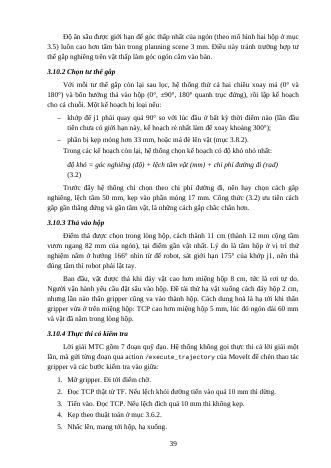 Độ ăn sâu được giới hạn để góc thấp nhất của ngón (theo mô hình hai hộp ở mục
3.5) luôn cao hơn tấm bàn trong planning scene 3 mm. Điều này tránh trường hợp tư
thế gắp nghiêng trên vật thấp làm góc ngón cắm vào bàn.
3.10.2 Chọn tư thế gắp
Với mỗi tư thế gắp còn lại sau lọc, hệ thống thử cả hai chiều xoay má (0° và
180°) và bốn hướng thả vào hộp (0°, ±90°, 180° quanh trục đứng), rồi lập kế hoạch
cho cả chuỗi. Một kế hoạch bị loại nếu:
– khớp đế j1 phải quay quá 90° so với lúc đầu ở bất kỳ thời điểm nào (lần đầu
tiên chưa có giới hạn này, kế hoạch rẻ nhất làm đế xoay khoảng 300°);
– phần bị kẹp mỏng hơn 33 mm, hoặc má đè lên vật (mục 3.8.2).
Trong các kế hoạch còn lại, hệ thống chọn kế hoạch có độ khó nhỏ nhất:
độ khó = góc nghiêng (độ) + lệch tâm vật (mm) + chi phí đường đi (rad)
(3.2)
Trước đây hệ thống chỉ chọn theo chi phí đường đi, nên hay chọn cách gắp
nghiêng, lệch tâm 50 mm, kẹp vào phần mỏng 17 mm. Công thức (3.2) ưu tiên cách
gắp gần thẳng đứng và gần tâm vật, là những cách gắp chắc chắn hơn.
3.10.3 Thả vào hộp
Điểm thả được chọn trong lòng hộp, cách thành 11 cm (thành 12 mm cộng tầm
vươn ngang 82 mm của ngón), tại điểm gần vật nhất. Lý do là tâm hộp ở vị trí thử
nghiệm nằm ở hướng 166° nhìn từ đế robot, sát giới hạn 175° của khớp j1, nên thả
đúng tâm thì robot phải lật tay.
Ban đầu, vật được thả khi đáy vật cao hơn miệng hộp 8 cm, tức là rơi tự do.
Người vận hành yêu cầu đặt sâu vào hộp. Đề tài thử hạ vật xuống cách đáy hộp 2 cm,
nhưng lần nào thân gripper cũng va vào thành hộp. Cách dung hoà là hạ tới khi thân
gripper vừa ở trên miệng hộp: TCP cao hơn miệng hộp 5 mm, lúc đó ngón dài 60 mm
và vật đã nằm trong lòng hộp.
3.10.4 Thực thi có kiểm tra
Lời giải MTC gồm 7 đoạn quỹ đạo. Hệ thống không gọi thực thi cả lời giải một
lần, mà gửi từng đoạn qua action /execute_trajectory của MoveIt để chèn thao tác
gripper và các bước kiểm tra vào giữa:
1. Mở gripper. Đi tới điểm chờ.
2. Đọc TCP thật từ TF. Nếu lệch khỏi đường tiến vào quá 10 mm thì dừng.
3. Tiến vào. Đọc TCP. Nếu lệch đích quá 10 mm thì không kẹp.
4. Kẹp theo thuật toán ở mục 3.6.2.
5. Nhấc lên, mang tới hộp, hạ xuống.
39